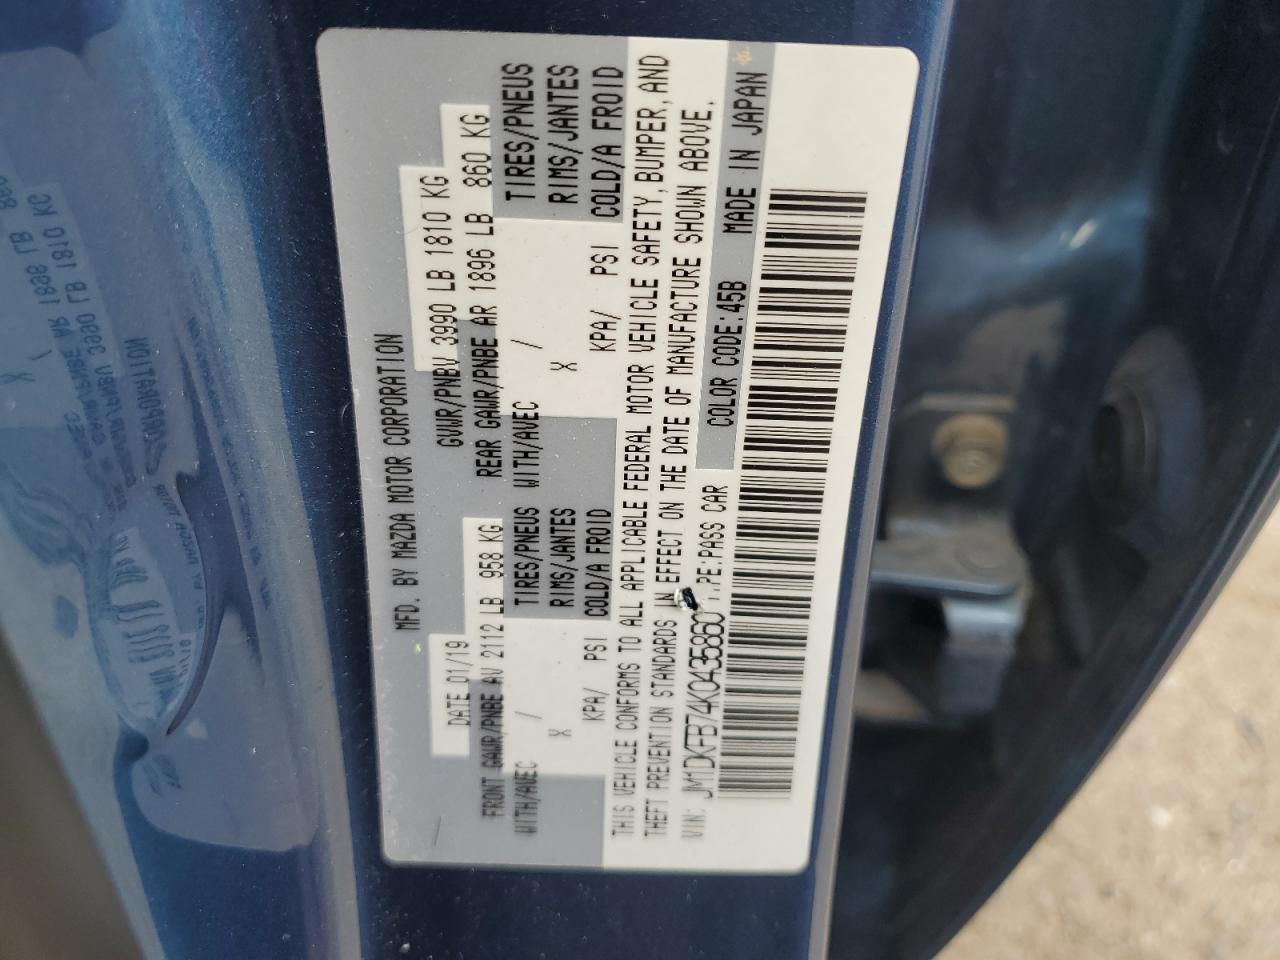 MFD. BY MAZDA MOTOR CORPORATION
DATE 01/19 GVWR/PNBV 3990 LB 1810 KG
FRONT GAWR/PNBE AV 2112 LB 958 KG REAR GAWR/PNBE AR 1896 LB 860 KG
WITH/AVEC / TIRES/PNEUS WITH/AVEC / TIRES/PNEUS
X RIMS/JANTES X RIMS/JANTES
KPA/ PSI COLD/A FROID KPA/ PSI COLD/A FROID
THIS VEHICLE CONFORMS TO ALL APPLICABLE FEDERAL MOTOR VEHICLE SAFETY, BUMPER, AND
THEFT PREVENTION STANDARDS IN EFFECT ON THE DATE OF MANUFACTURE SHOWN ABOVE.
VIN: JM1DKFB74K0435860 PE:PASS CAR COLOR CODE:45B MADE IN JAPAN